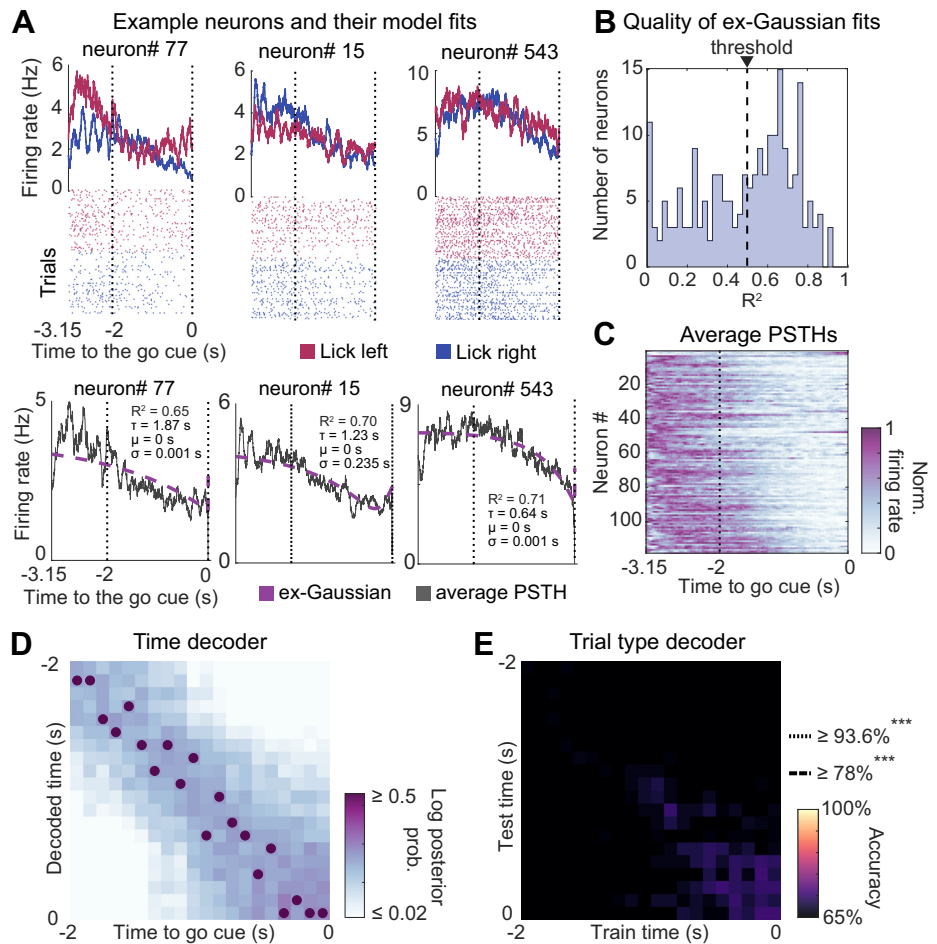 A Example neurons and their model fits
neuron# 77 neuron# 15 neuron# 543
Firing rate (Hz)
6
4
2
0
6
4
2
0
10
5
0
Trials
-3.15 -2 0
Time to the go cue (s)
Lick left Lick right
neuron# 77 neuron# 15 neuron# 543
Firing rate (Hz)
5
0
R² = 0.65
τ = 1.87 s
μ = 0 s
σ = 0.001 s
6
0
R² = 0.70
τ = 1.23 s
μ = 0 s
σ = 0.235 s
9
0
R² = 0.71
τ = 0.64 s
μ = 0 s
σ = 0.001 s
-3.15 -2 0
Time to the go cue (s)
ex-Gaussian average PSTH
B Quality of ex-Gaussian fits
threshold
Number of neurons
15
10
5
0
0 0.2 0.4 0.6 0.8 1
R²
C Average PSTHs
Neuron #
20
40
60
80
100
-3.15 -2 0
Time to go cue (s)
1
0
Norm.
firing rate
D Time decoder
-2
Decoded time (s)
0
-2 Time to go cue (s) 0
≥ 0.5
≤ 0.02
Log posterior
prob.
E Trial type decoder
-2
Test time (s)
0
-2 Train time (s) 0
≥ 93.6%***
≥ 78%***
100%
65%
Accuracy